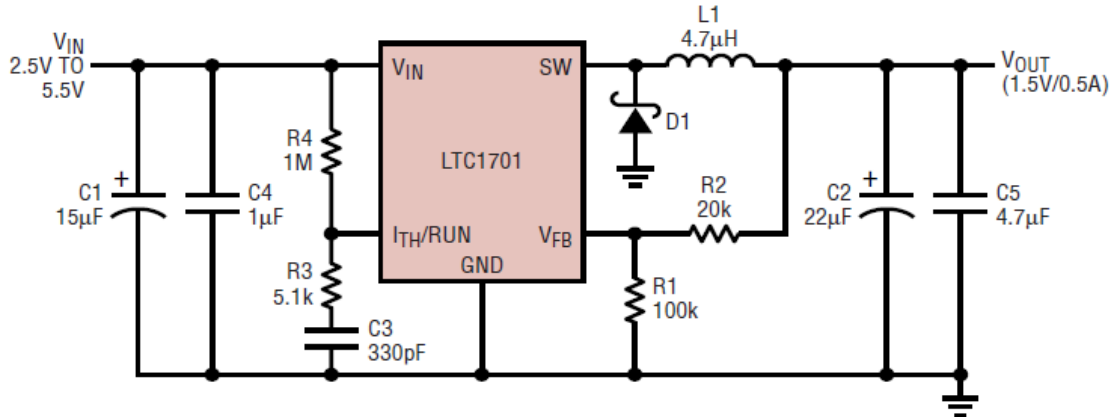 L1
4.7µH
VIN
2.5V TO
5.5V
VIN
SW
VOUT
(1.5V/0.5A)
D1
R4
1M
LTC1701
C1
+
15µF
C4
1µF
R2
20k
C2
+
22µF
C5
4.7µF
ITH/RUN
VFB
GND
R3
5.1k
R1
100k
C3
330pF